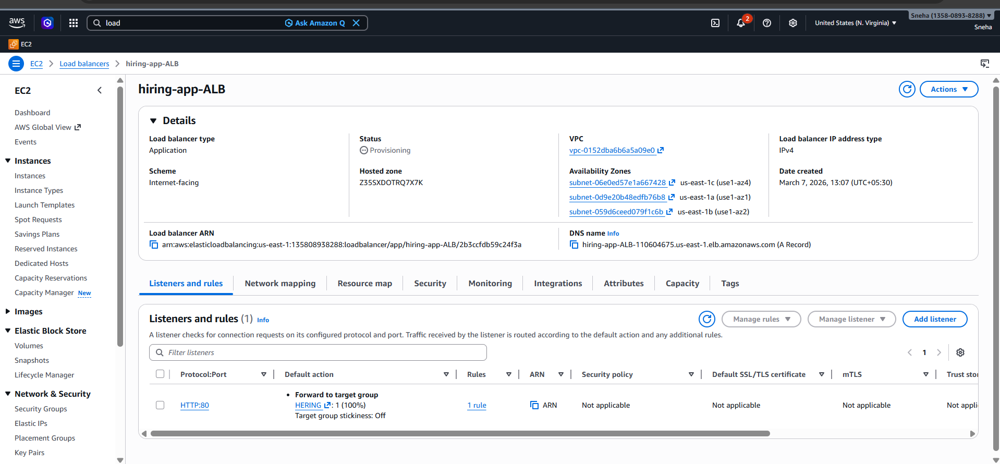 aws
load
Ask Amazon Q
2
United States (N. Virginia)
Sneha (1358-0893-8288)
Sneha
EC2
EC2
Load balancers
hiring-app-ALB
EC2
Dashboard
AWS Global View
Events
Instances
Instances
Instance Types
Launch Templates
Spot Requests
Savings Plans
Reserved Instances
Dedicated Hosts
Capacity Reservations
Capacity Manager New
Images
Elastic Block Store
Volumes
Snapshots
Lifecycle Manager
Network & Security
Security Groups
Elastic IPs
Placement Groups
Key Pairs
hiring-app-ALB
Actions
Details
Load balancer type
Application
Scheme
Internet-facing
Status
Provisioning
Hosted zone
Z35SXDOTRQ7X7K
VPC
vpc-0152dba6b6a5a09e0
Availability Zones
subnet-06e0ed57e1a667428 us-east-1c (use1-az4)
subnet-0d9e20b48edfb76b8 us-east-1a (use1-az1)
subnet-059d6ceed079f1c6b us-east-1b (use1-az2)
Load balancer IP address type
IPv4
Date created
March 7, 2026, 13:07 (UTC+05:30)
Load balancer ARN
arn:aws:elasticloadbalancing:us-east-1:135808938288:loadbalancer/app/hiring-app-ALB/2b3ccfdb59c24f3a
DNS name Info
hiring-app-ALB-110604675.us-east-1.elb.amazonaws.com (A Record)
Listeners and rules Network mapping Resource map Security Monitoring Integrations Attributes Capacity Tags
Listeners and rules (1) Info
Manage rules
Manage listener
Add listener
A listener checks for connection requests on its configured protocol and port. Traffic received by the listener is routed according to the default action and any additional rules.
Filter listeners
1
Protocol:Port Default action Rules ARN Security policy Default SSL/TLS certificate mTLS Trust sto
HTTP:80
• Forward to target group
HERING : 1 (100%)
Target group stickiness: Off
1 rule
ARN
Not applicable
Not applicable
Not applicable
Not appli